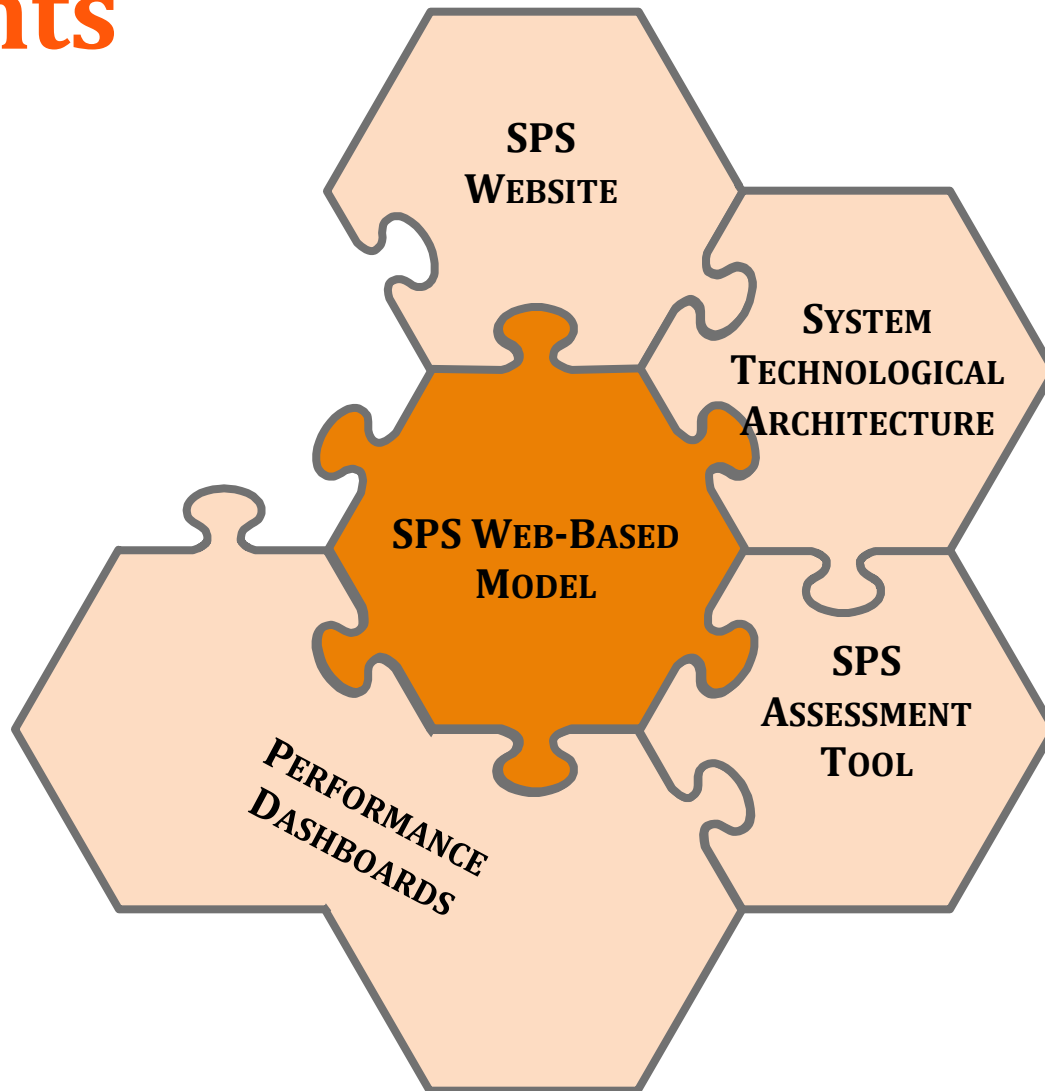 nts
SPS
WEBSITE
SYSTEM
TECHNOLOGICAL
ARCHITECTURE
SPS WEB-BASED
MODEL
SPS
ASSESSMENT
TOOL
PERFORMANCE
DASHBOARDS